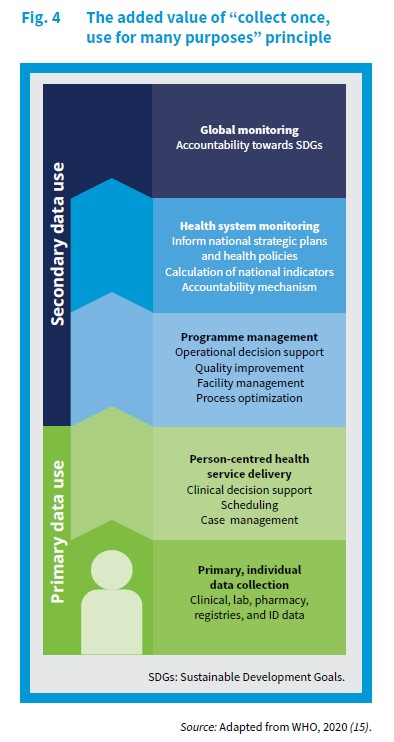 Fig. 4 The added value of “collect once,
use for many purposes” principle
Secondary data use
Global monitoring
Accountability towards SDGs
Health system monitoring
Inform national strategic plans
and health policies
Calculation of national indicators
Accountability mechanism
Programme management
Operational decision support
Quality improvement
Facility management
Process optimization
Primary data use
Person-centred health
service delivery
Clinical decision support
Scheduling
Case management
Primary, individual
data collection
Clinical, lab, pharmacy,
registries, and ID data
SDGs: Sustainable Development Goals.
Source: Adapted from WHO, 2020 (15).